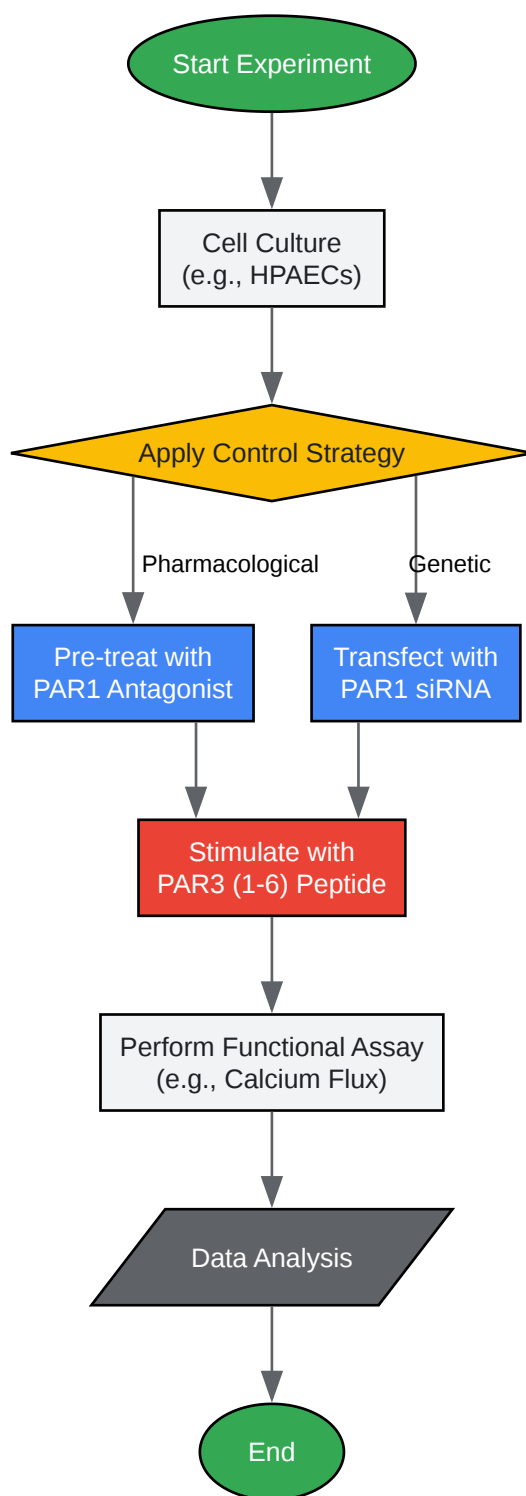 Start Experiment
Cell Culture
(e.g., HPAECs)
Apply Control Strategy
Pharmacological
Genetic
Pre-treat with
PAR1 Antagonist
Transfect with
PAR1 siRNA
Stimulate with
PAR3 (1-6) Peptide
Perform Functional Assay
(e.g., Calcium Flux)
Data Analysis
End